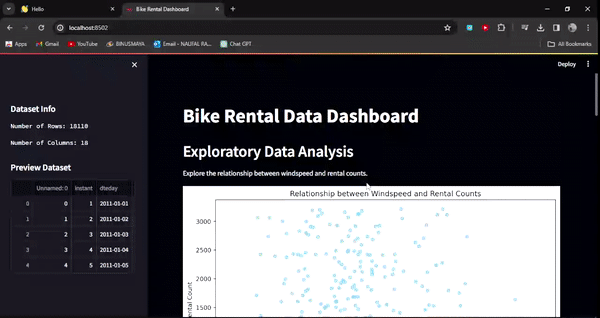 Hello
Bike Rental Dashboard
localhost:8502
Apps
Gmail
YouTube
BINUSMAYA
Email - NAUFAL RA...
Chat GPT
All Bookmarks
Deploy
Dataset Info
Number of Rows: 18110
Number of Columns: 18
Preview Dataset
Unnamed: 0 instant dteday
0 0 1 2011-01-01
1 1 2 2011-01-02
2 2 3 2011-01-03
3 3 4 2011-01-04
4 4 5 2011-01-05
Bike Rental Data Dashboard
Exploratory Data Analysis
Explore the relationship between windspeed and rental counts.
Relationship between Windspeed and Rental Counts
3000
2500
2000
1500
ental Count